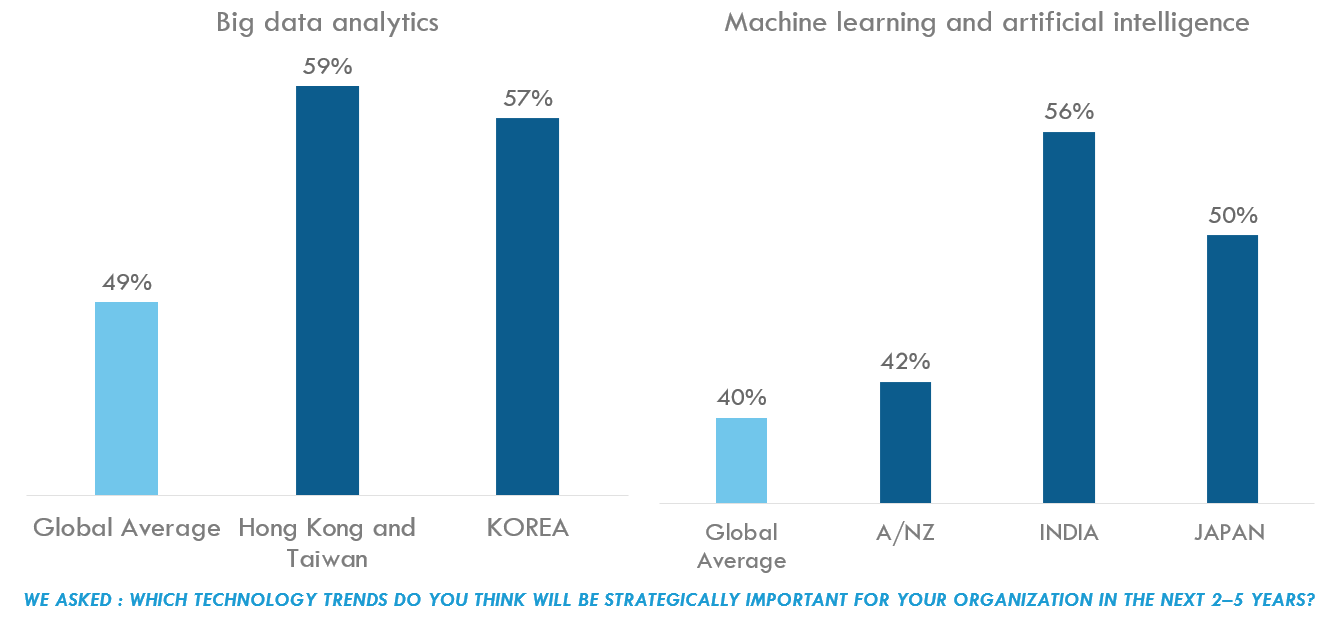 Big data analytics
59%
57%
49%
Global Average
Hong Kong and
Taiwan
KOREA
Machine learning and artificial intelligence
56%
50%
42%
40%
Global
Average
A/NZ
INDIA
JAPAN
WE ASKED : WHICH TECHNOLOGY TRENDS DO YOU THINK WILL BE STRATEGICALLY IMPORTANT FOR YOUR ORGANIZATION IN THE NEXT 2–5 YEARS?